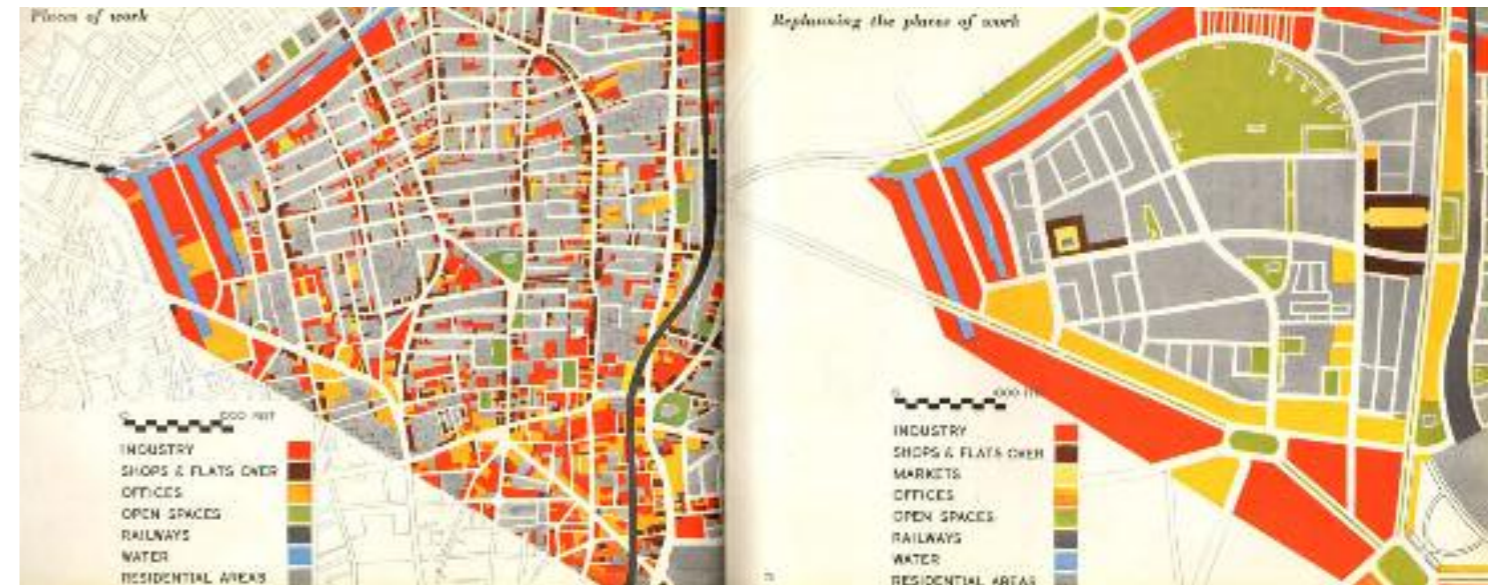 Places of work
0 1000 FEET
INDUSTRY
SHOPS & FLATS OVER
OFFICES
OPEN SPACES
RAILWAYS
WATER
RESIDENTIAL AREAS
Replanning the places of work
0
INDUSTRY
SHOPS & FLATS OVER
MARKETS
OFFICES
OPEN SPACES
RAILWAYS
WATER
RESIDENTIAL AREAS